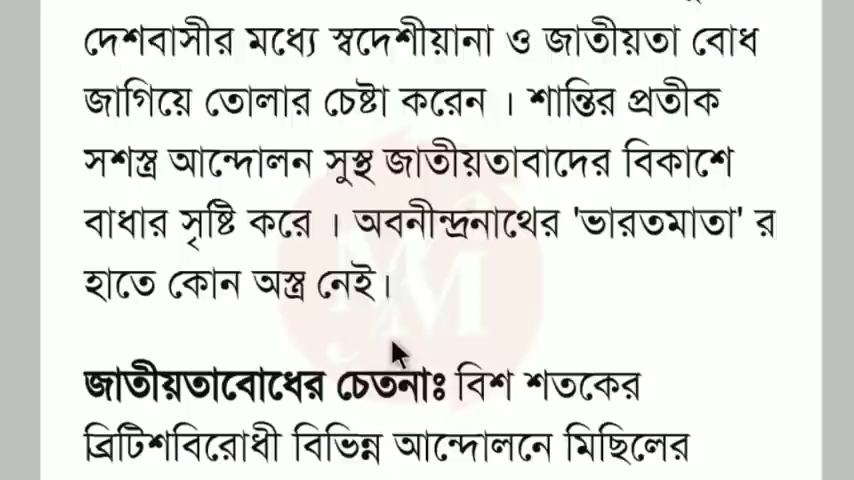 দেশবাসীর মধ্যে স্বদেশীয়ানা ও জাতীয়তা বোধ
জাগিয়ে তোলার চেষ্টা করেন । শান্তির প্রতীক
সশস্ত্র আন্দোলন সুস্থ জাতীয়তাবাদের বিকাশে
বাধার সৃষ্টি করে । অবনীন্দ্রনাথের 'ভারতমাতা' র
হাতে কোন অস্ত্র নেই।
জাতীয়তাবোধের চেতনাঃ বিশ শতকের
ব্রিটিশবিরোধী বিভিন্ন আন্দোলনে মিছিলের